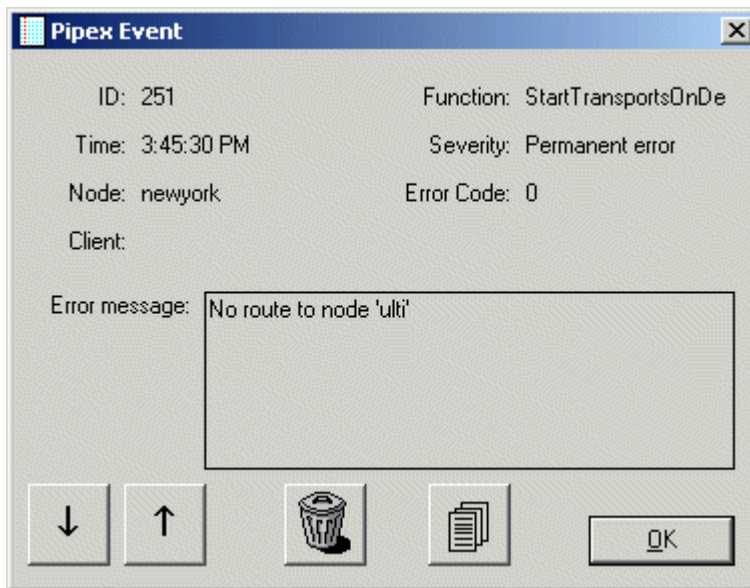 Pipex Event
ID: 251
Function: StartTransportsOnDe
Time: 3:45:30 PM
Severity: Permanent error
Node: newyork
Error Code: 0
Client:
Error message: No route to node 'ulti'
OK